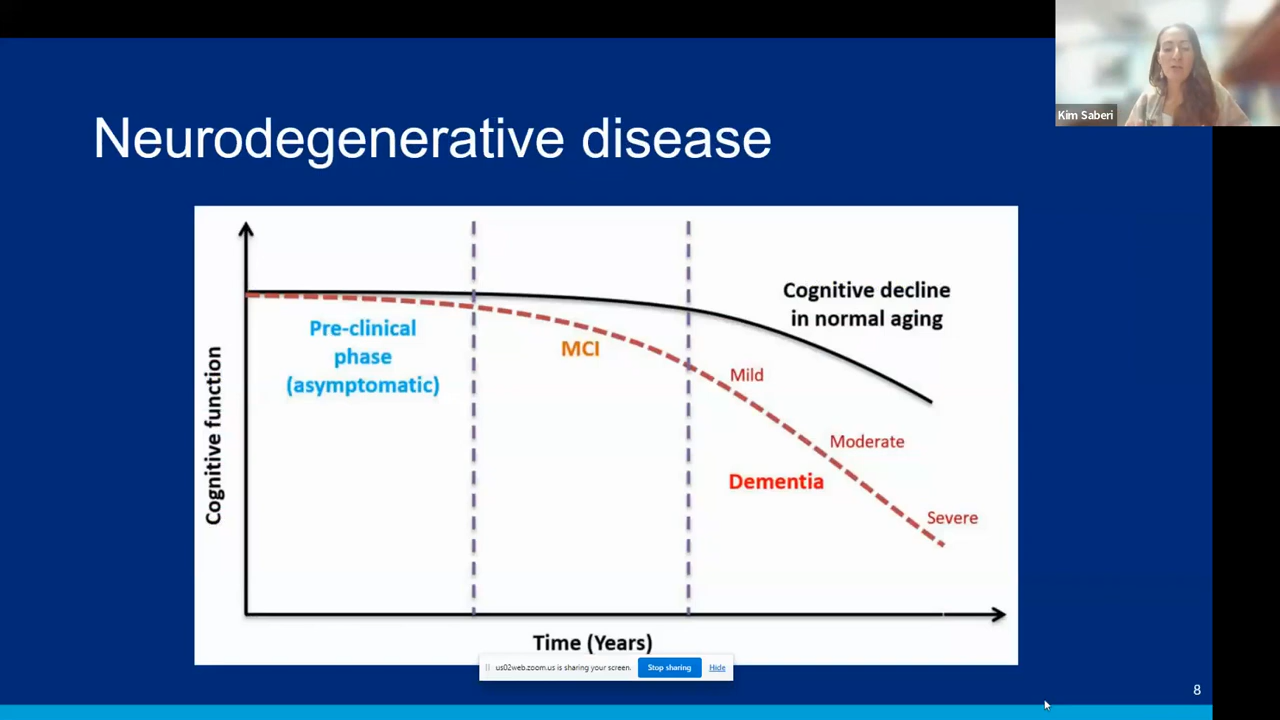 Kim Saberi
Neurodegenerative disease
Cognitive decline
in normal aging
Pre-clinical
phase
(asymptomatic)
MCI
Mild
Moderate
Dementia
Severe
Cognitive function
Time (Years)
us02web.zoom.us is sharing your screen. Stop sharing Hide
8